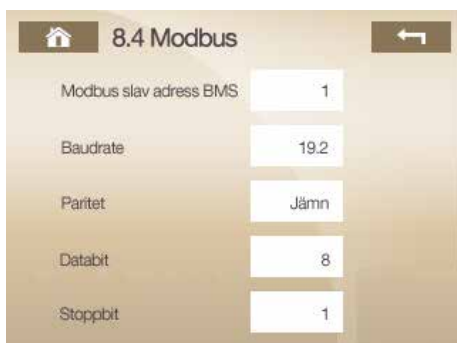 8.4 Modbus
Modbus slav adress BMS 1
Baudrate 19.2
Paritet Jämn
Databit 8
Stoppbit 1